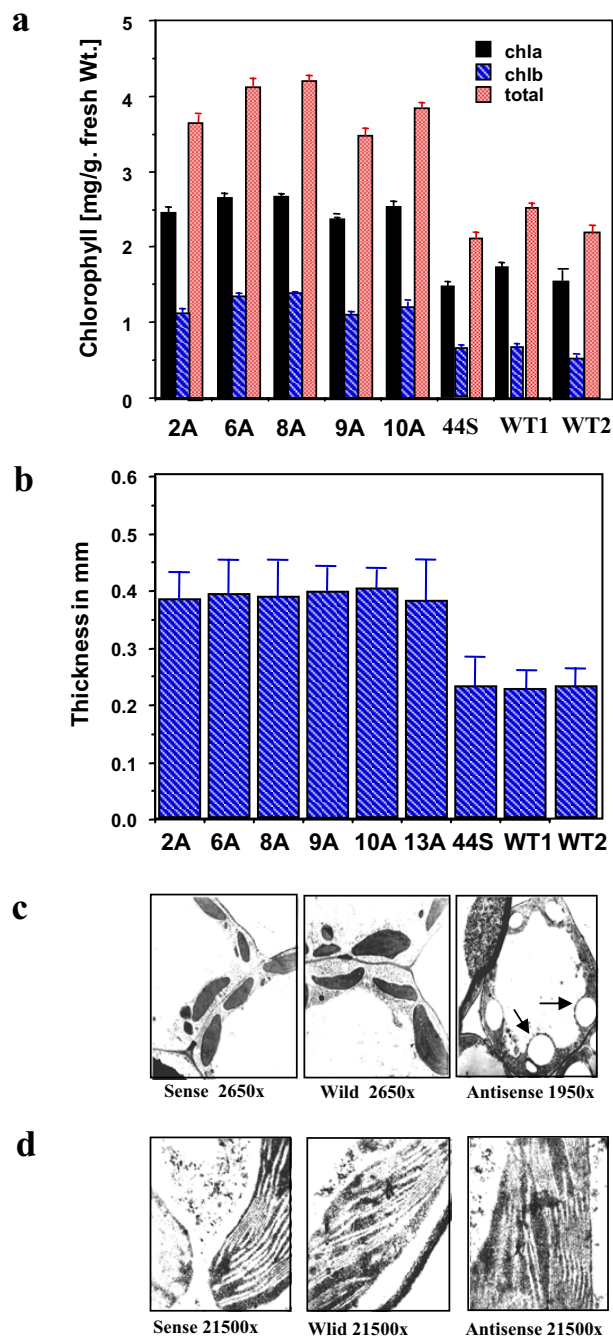 a
Chlorophyll [mg/g. fresh Wt.]
5
4
3
2
1
0
chla
chlb
total
2A 6A 8A 9A 10A 44S WT1 WT2
b
Thickness in mm
0.6
0.5
0.4
0.3
0.2
0.1
0.0
2A 6A 8A 9A 10A 13A 44S WT1 WT2
c
Sense 2650x
Wild 2650x
Antisense 1950x
d
Sense 21500x
Wlid 21500x
Antisense 21500x